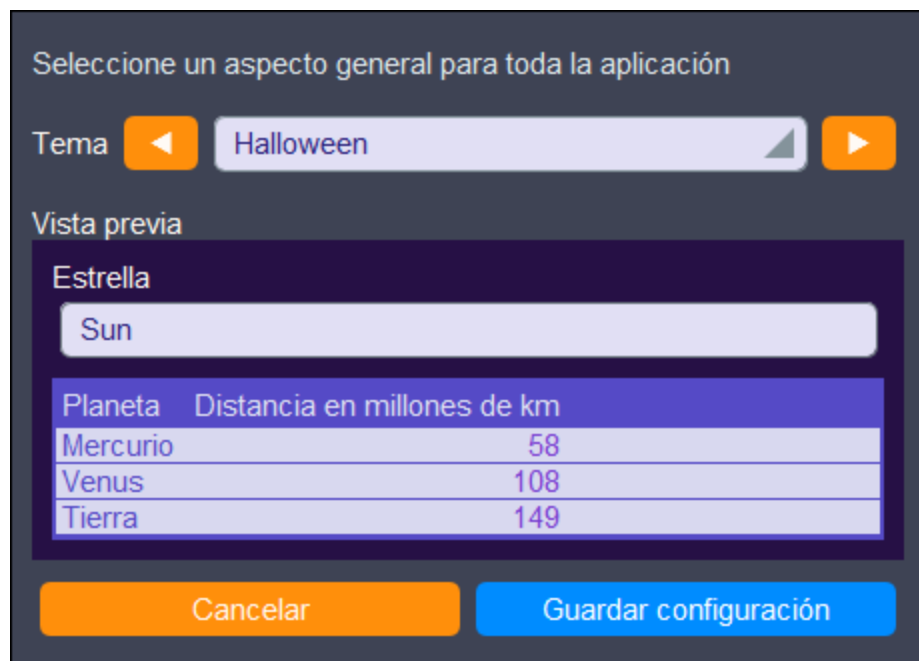 Seleccione un aspecto general para toda la aplicación
Tema Halloween
Vista previa
Estrella
Sun
Planeta Distancia en millones de km
Mercurio 58
Venus 108
Tierra 149
Cancelar Guardar configuración